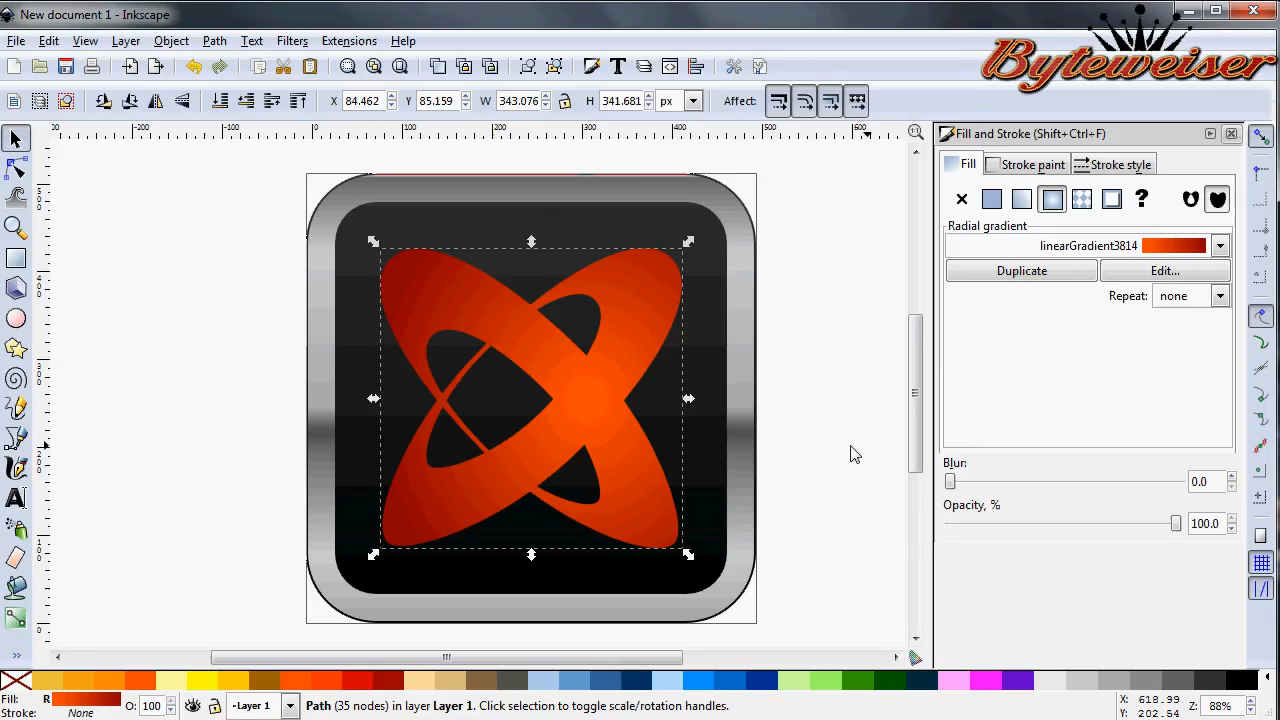 New document 1 - Inkscape
File Edit View Layer Object Path Text Filters Extensions Help
Byteweiser
X 84.462 Y 85.159 W 343.076 H 341.681 px Affect:
Fill and Stroke (Shift+Ctrl+F)
Fill Stroke paint Stroke style
?
Radial gradient
linearGradient3814
Duplicate Edit...
Repeat: none
Blur:
0.0
Opacity, %
100.0
Fill: R O: 100 Layer 1 Path (35 nodes) in layer Layer 1. Click selection to toggle scale/rotation handles. X: 618.99 Z: 88%
Stroke: None Y: 202.54